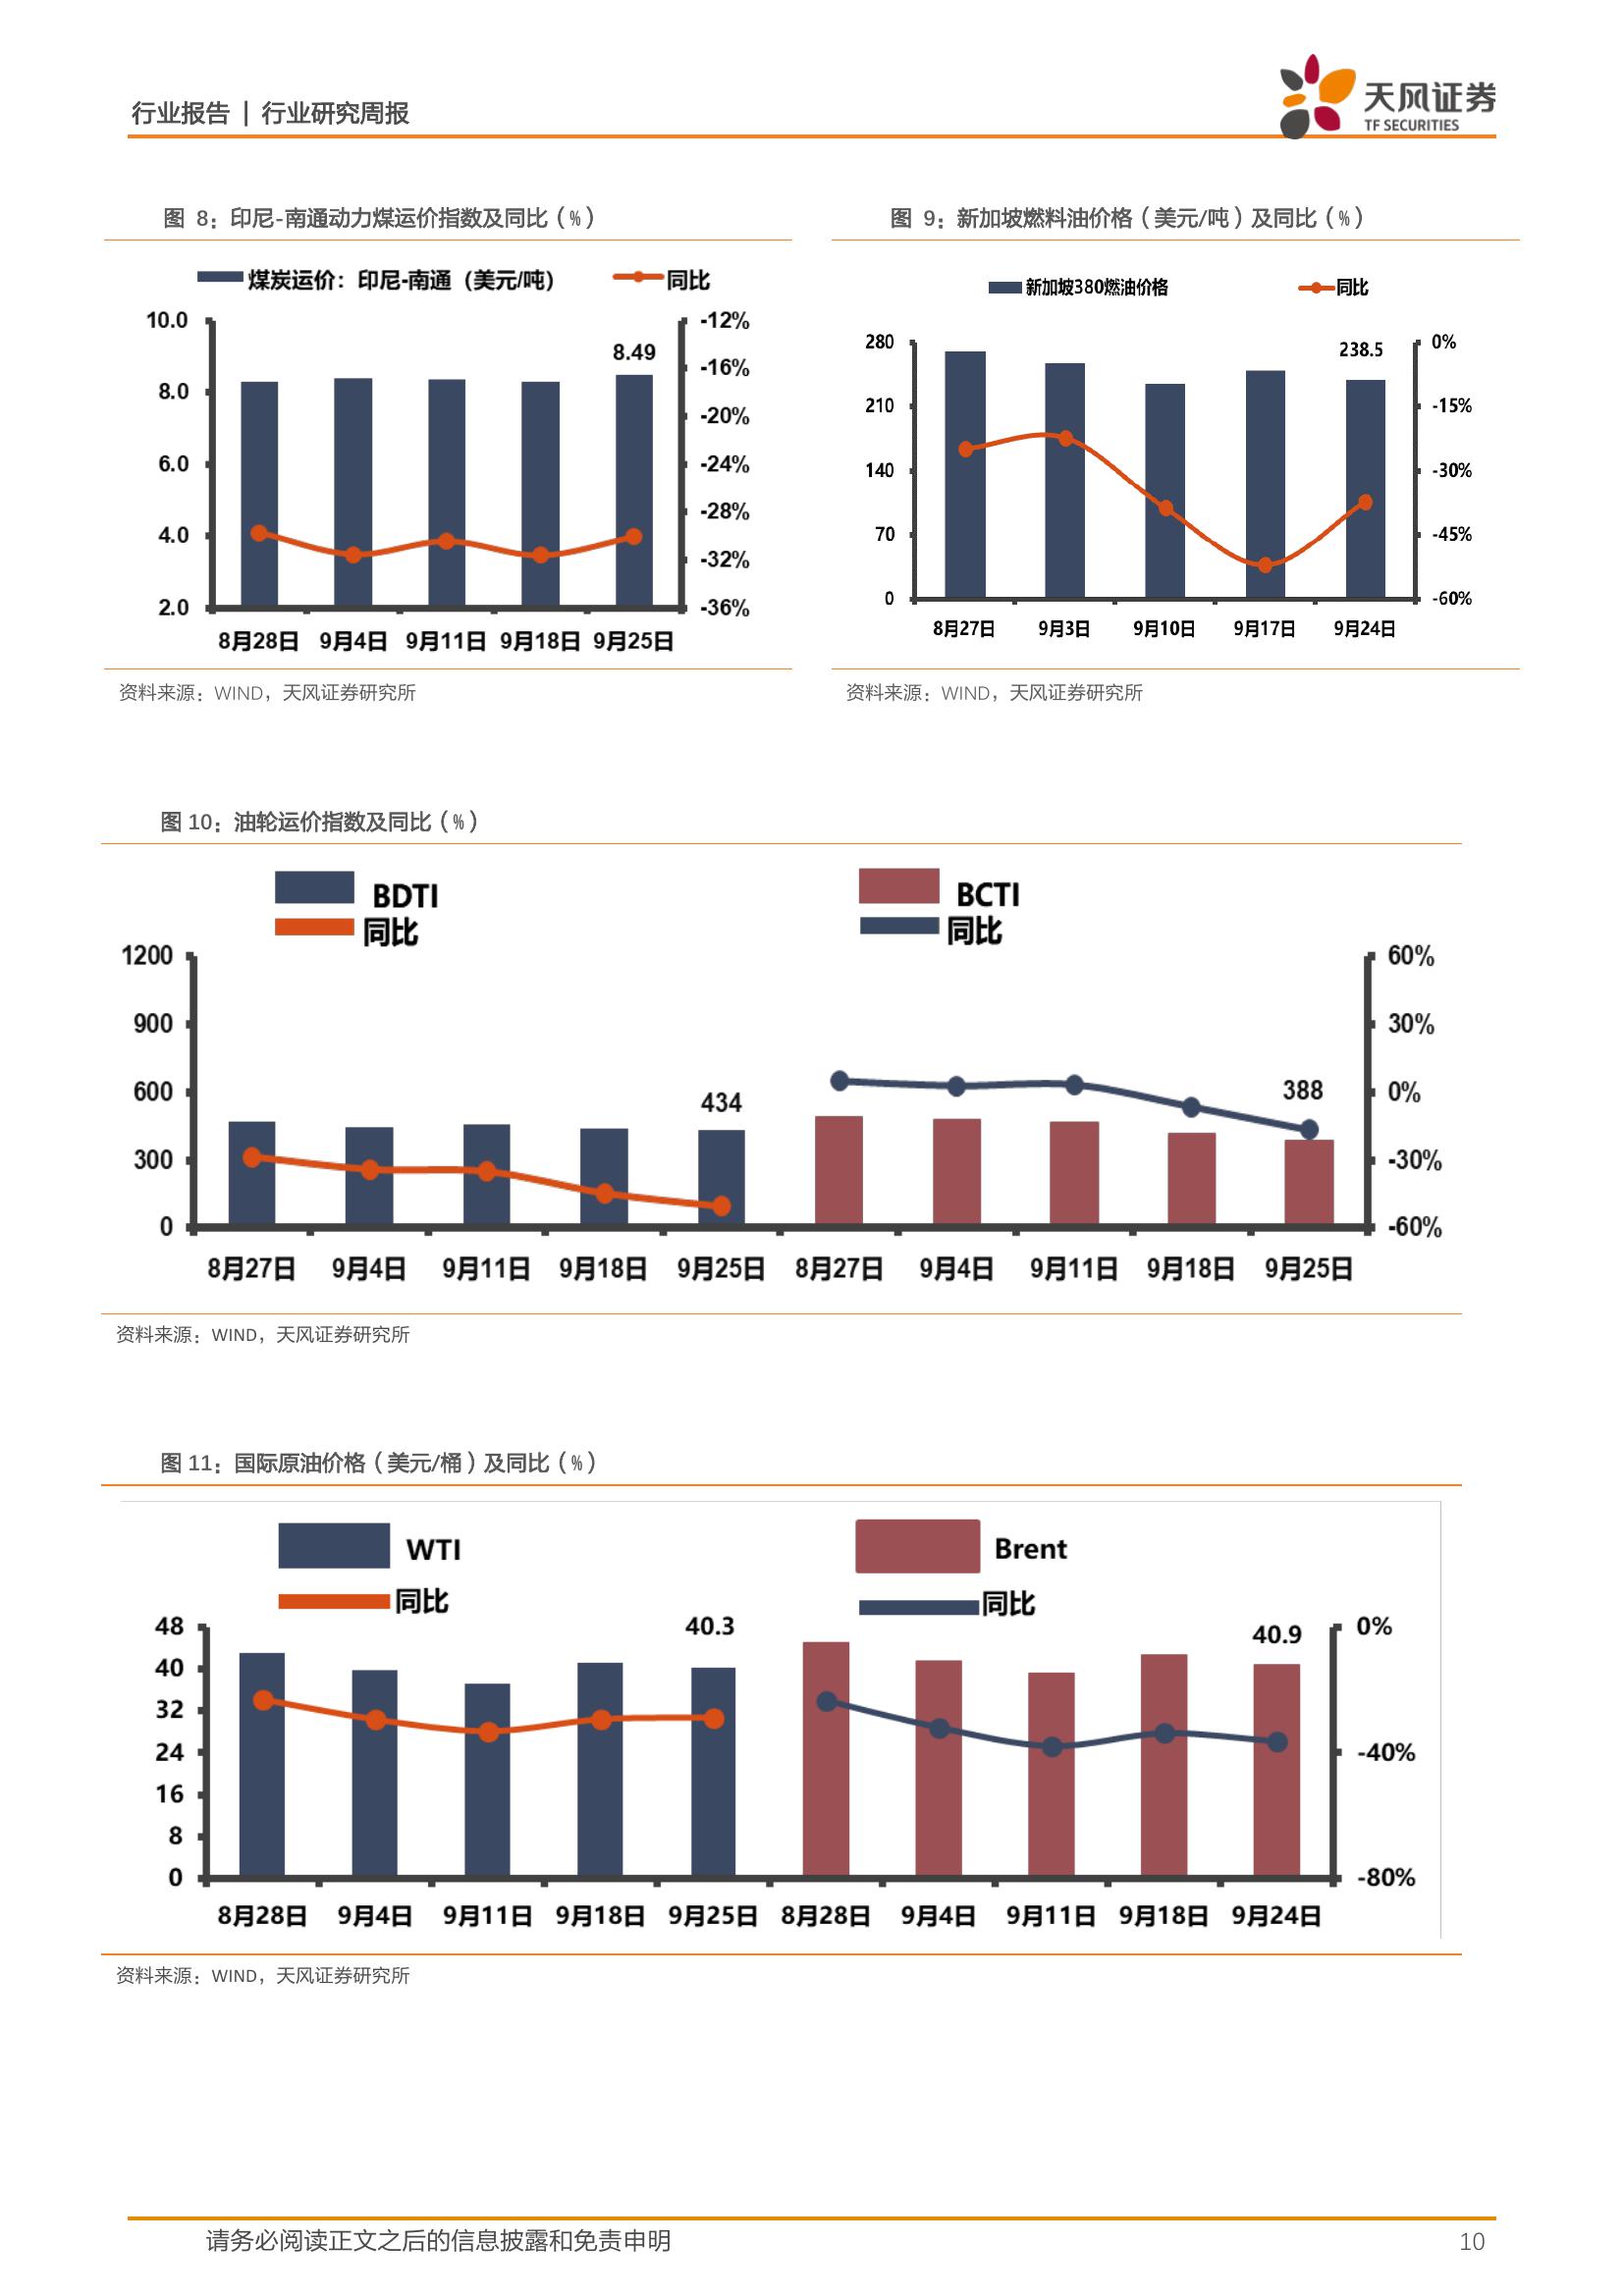 行业报告 | 行业研究周报
天风证券
TF SECURITIES
图 8：印尼-南通动力煤运价指数及同比（%）
煤炭运价：印尼-南通（美元/吨） 同比
10.0
8.0
6.0
4.0
2.0
8.49
-12%
-16%
-20%
-24%
-28%
-32%
-36%
8月28日 9月4日 9月11日 9月18日 9月25日
资料来源：WIND，天风证券研究所
图 9：新加坡燃料油价格（美元/吨）及同比（%）
新加坡380燃油价格 同比
280
210
140
70
0
238.5
0%
-15%
-30%
-45%
-60%
8月27日 9月3日 9月10日 9月17日 9月24日
资料来源：WIND，天风证券研究所
图 10：油轮运价指数及同比（%）
BDTI
同比
BCTI
同比
1200
900
600
300
0
434
388
60%
30%
0%
-30%
-60%
8月27日 9月4日 9月11日 9月18日 9月25日 8月27日 9月4日 9月11日 9月18日 9月25日
资料来源：WIND，天风证券研究所
图 11：国际原油价格（美元/桶）及同比（%）
WTI
同比
Brent
同比
48
40
32
24
16
8
0
40.3
40.9
0%
-40%
-80%
8月28日 9月4日 9月11日 9月18日 9月25日 8月28日 9月4日 9月11日 9月18日 9月24日
资料来源：WIND，天风证券研究所
请务必阅读正文之后的信息披露和免责申明 10